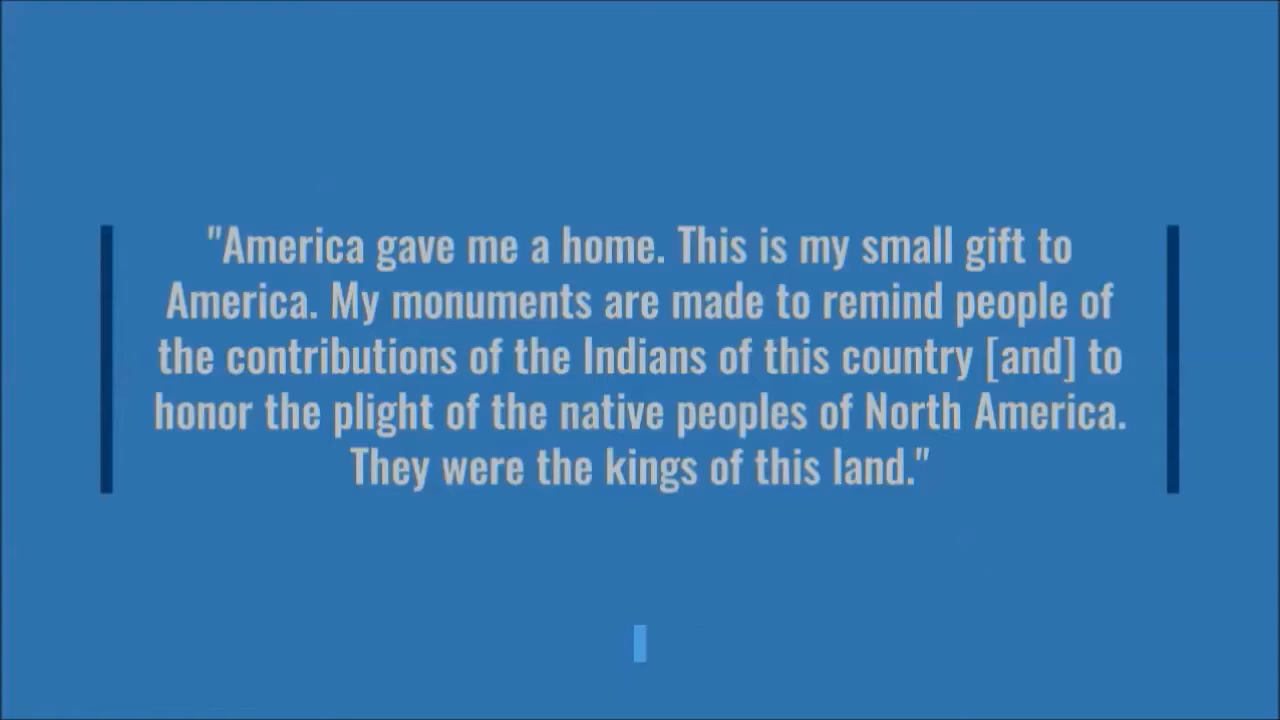 "America gave me a home. This is my small gift to
America. My monuments are made to remind people of
the contributions of the Indians of this country [and] to
honor the plight of the native peoples of North America.
They were the kings of this land."